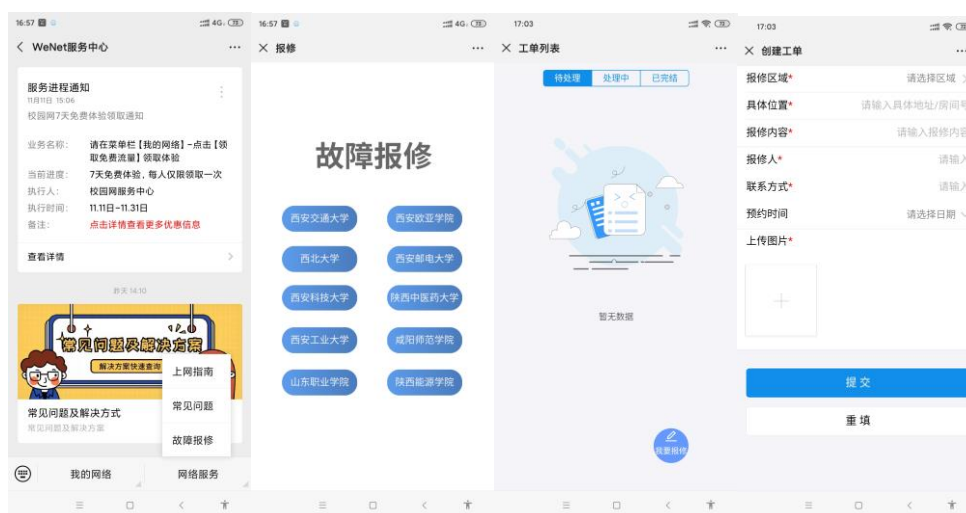 16:57
4G
73
WeNet服务中心
服务进程通知
11月11日 15:06
校园网7天免费体验领取通知
业务名称: 请在菜单栏【我的网络】-点击【领
取免费流量】领取体验
当前进度: 7天免费体验,每人仅限领取一次
执行人: 校园网服务中心
执行时间: 11.11日-11.31日
备注: 点击详情查看更多优惠信息
查看详情
昨天 14:10
常见问题及解决方案
解决方案快速查询
常见问题及解决方式
常见问题及解决方案
上网指南
常见问题
故障报修
我的网络
网络服务
16:57
4G
报修
故障报修
西安交通大学 西安欧亚学院
西北大学 西安邮电大学
西安科技大学 陕西中医药大学
西安工业大学 咸阳师范学院
山东职业学院 陕西能源学院
17:03
工单列表
待处理 处理中 已完结
暂无数据
我要报修
17:03
创建工单
报修区域* 请选择区域
具体位置* 请输入具体地址/房间号
报修内容* 请输入报修内容
报修人* 请输入
联系方式* 请输入
预约时间 请选择日期
上传图片*
提交
重填